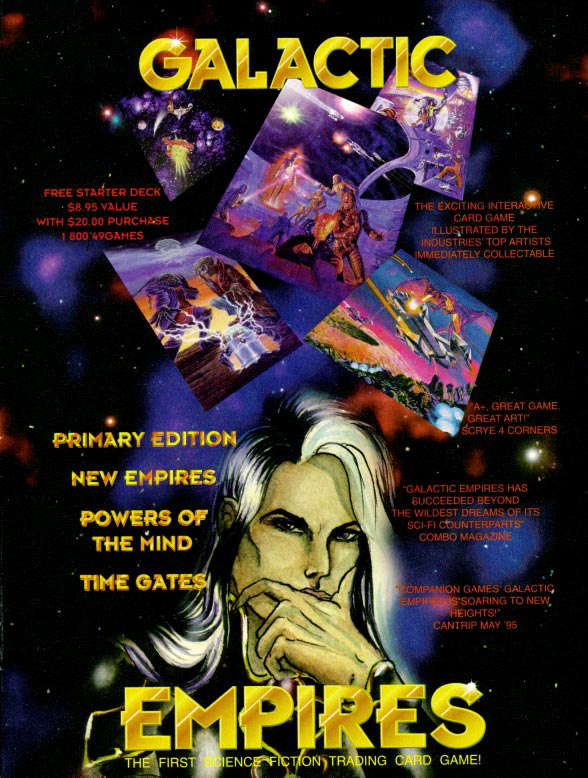 GALACTIC
FREE STARTER DECK
$8.95 VALUE
WITH $20.00 PURCHASE
1 800 49GAMES
THE EXCITING INTERACTIVE
CARD GAME
ILLUSTRATED BY THE
INDUSTRIES' TOP ARTISTS
IMMEDIATELY COLLECTABLE
"A+, GREAT GAME,
GREAT ART!"
SCRYE 4 CORNERS
PRIMARY EDITION
NEW EMPIRES
POWERS OF
THE MIND
TIME GATES
"GALACTIC EMPIRES HAS
SUCCEEDED BEYOND
THE WILDEST DREAMS OF ITS
SCI-FI COUNTERPARTS"
COMBO MAGAZINE
"COMPANION GAMES' GALACTIC
EMPIRES IS "SOARING TO NEW
HEIGHTS!"
CANTRIP MAY '95
EMPIRES
THE FIRST SCIENCE FICTION TRADING CARD GAME!